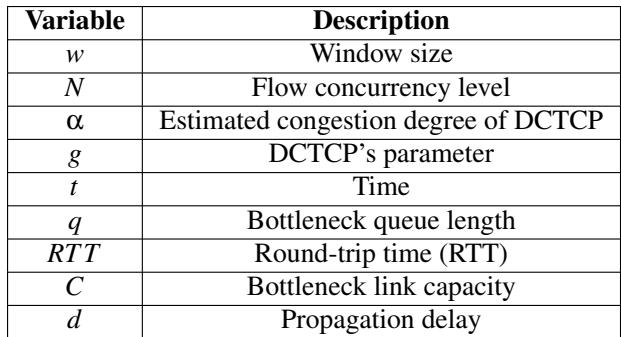 Variable Description
w Window size
N Flow concurrency level
α Estimated congestion degree of DCTCP
g DCTCP's parameter
t Time
q Bottleneck queue length
RTT Round-trip time (RTT)
C Bottleneck link capacity
d Propagation delay